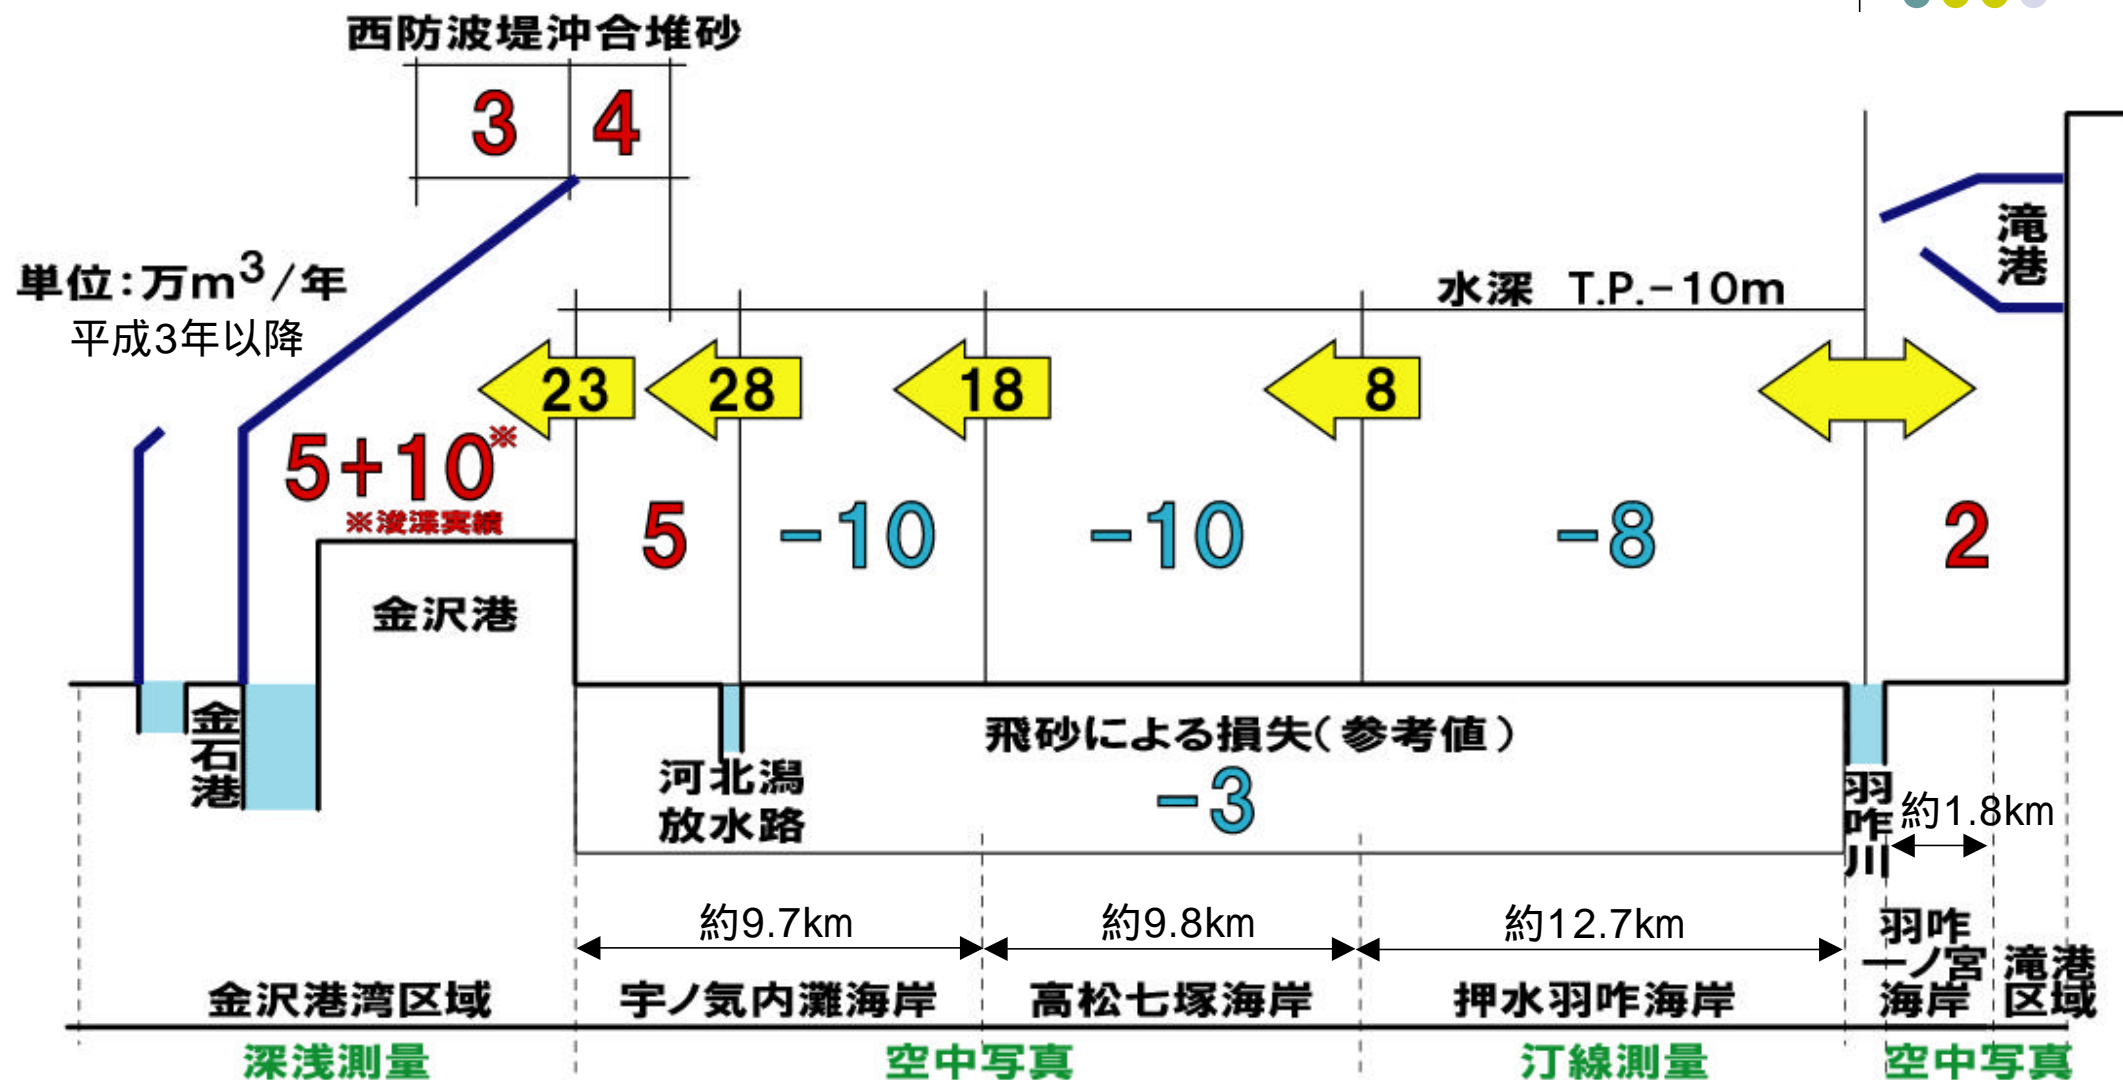 西防波堤沖合堆砂
3 4
単位:万m³/年
平成3年以降
滝港
水深 T.P.-10m
23 28 18 8
5+10※
※浚渫実績
5 -10 -10 -8 2
金沢港
金石港
河北潟
放水路
飛砂による損失(参考値)
-3
羽咋川
約1.8km
約9.7km 約9.8km 約12.7km
金沢港湾区域 宇ノ気内灘海岸 高松七塚海岸 押水羽咋海岸
羽咋
一ノ宮
海岸
滝港
区域
深浅測量 空中写真 汀線測量 空中写真